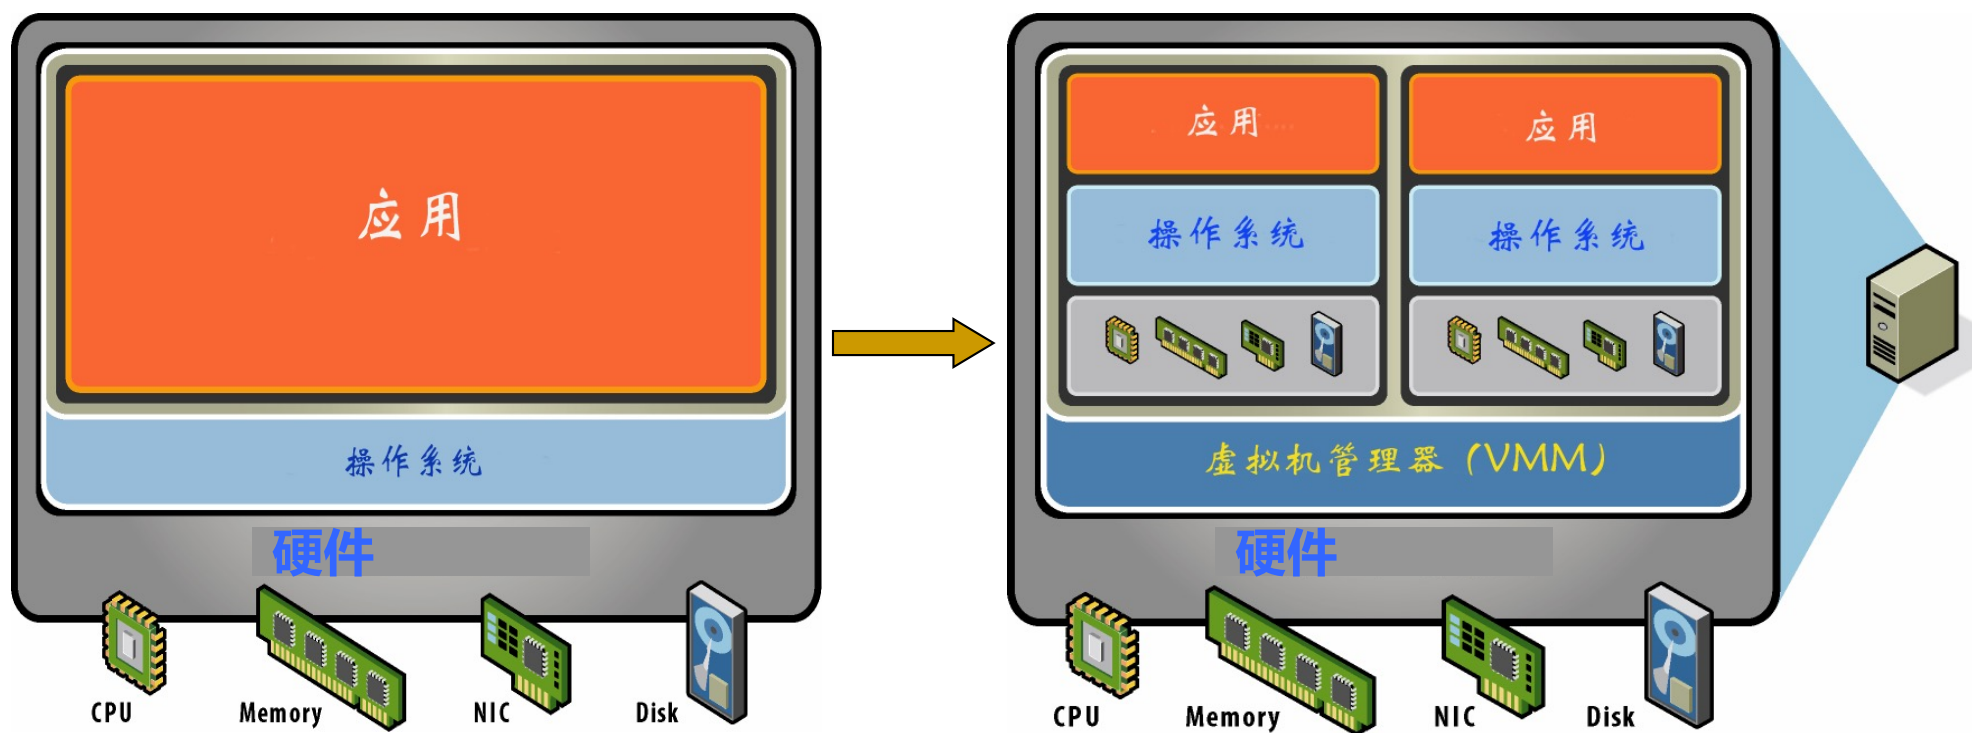 应用
操作系统
硬件
CPU Memory NIC Disk
应用 应用
操作系统 操作系统
虚拟机管理器 (VMM)
硬件
CPU Memory NIC Disk